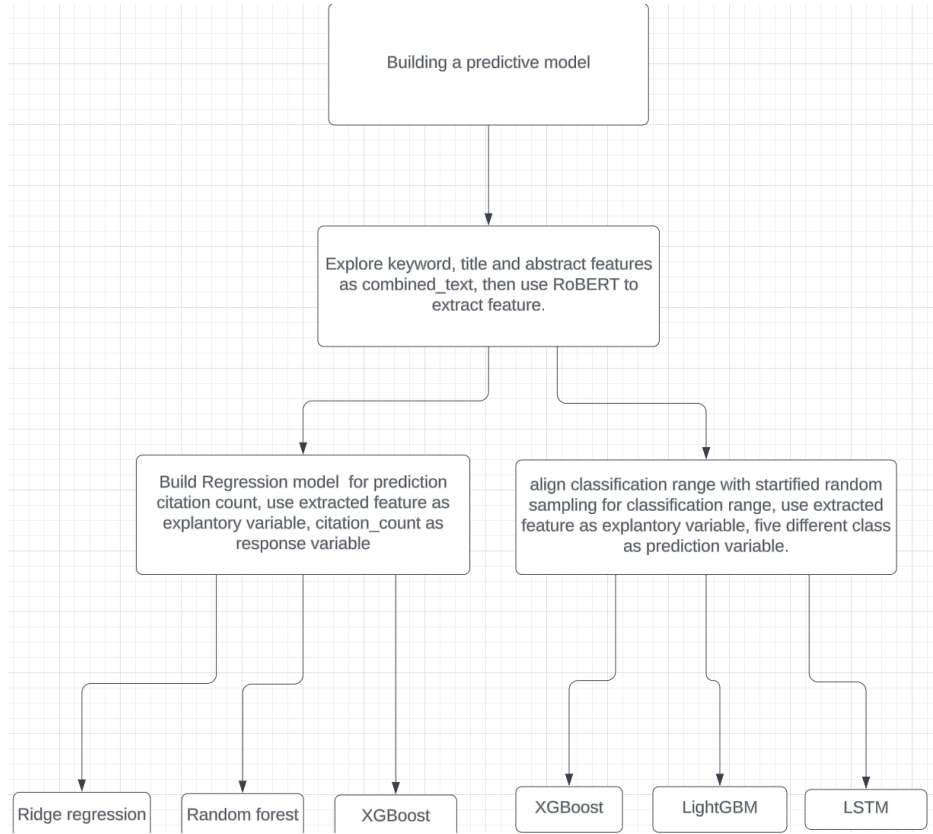 Building a predictive model
Explore keyword, title and abstract features
as combined_text, then use RoBERT to
extract feature.
Build Regression model for prediction
citation count, use extracted feature as
explantory variable, citation_count as
response variable
align classification range with startified random
sampling for classification range, use extracted
feature as explantory variable, five different class
as prediction variable.
Ridge regression
Random forest
XGBoost
XGBoost
LightGBM
LSTM